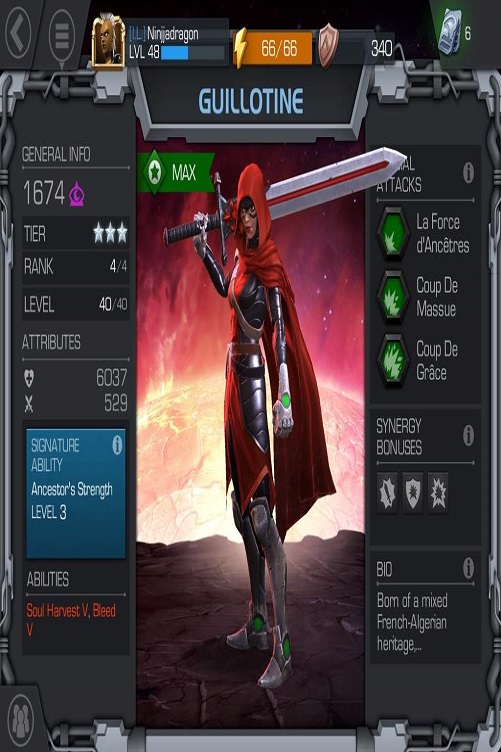 [I.L.] Ninjjadragon
LVL 48
66/66
340
6
GUILLOTINE
GENERAL INFO
1674
TIER
RANK 4/4
LEVEL 40/40
ATTRIBUTES
6037
529
SIGNATURE
ABILITY
Ancestor's Strength
LEVEL 3
ABILITIES
Soul Harvest V, Bleed
V
MAX
ATTACKS
La Force
d'Ancêtres
Coup De
Massue
Coup De
Grâce
SYNERGY
BONUSES
BIO
Born of a mixed
French-Algerian
heritage,...